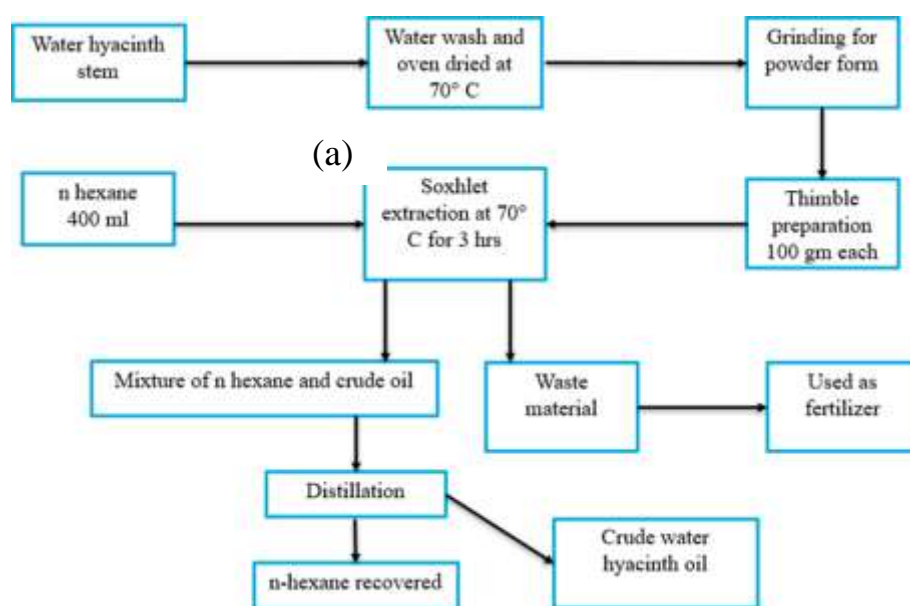 Water hyacinth
stem
Water wash and
oven dried at
70° C
Grinding for
powder form
(a)
n hexane
400 ml
Soxhlet
extraction at 70°
C for 3 hrs
Thimble
preparation
100 gm each
Mixture of n hexane and crude oil
Waste
material
Used as
fertilizer
Distillation
Crude water
hyacinth oil
n-hexane recovered